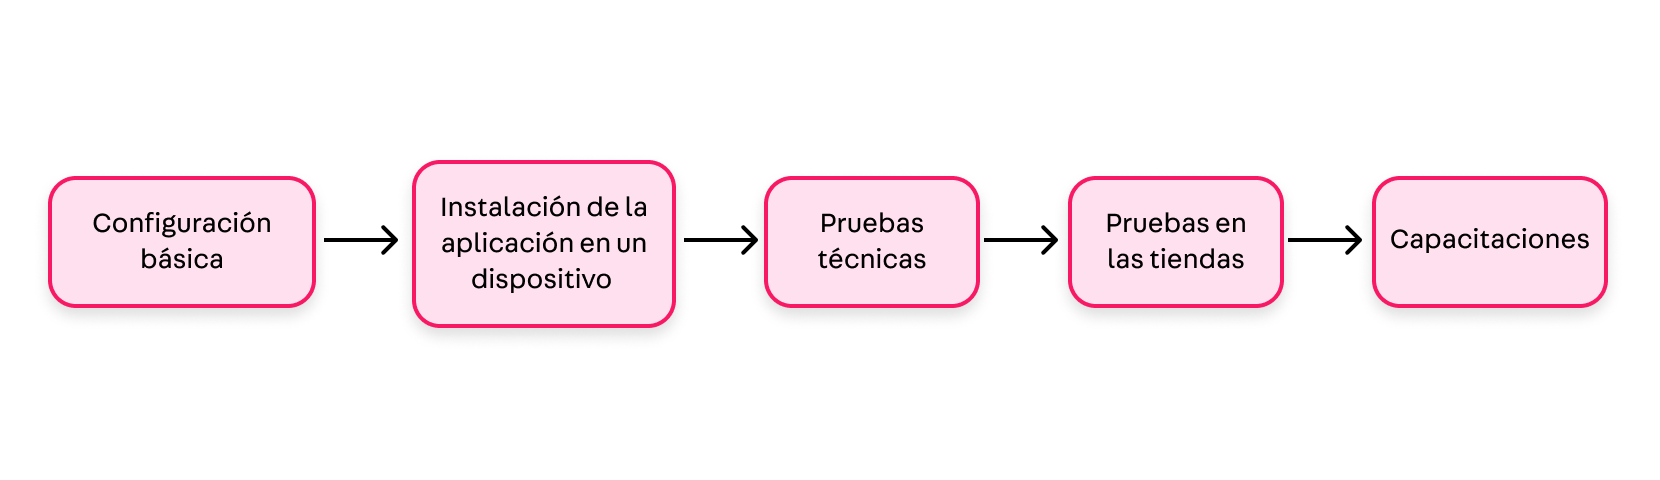 Configuración
básica
Instalación de la
aplicación en un
dispositivo
Pruebas
técnicas
Pruebas en
las tiendas
Capacitaciones